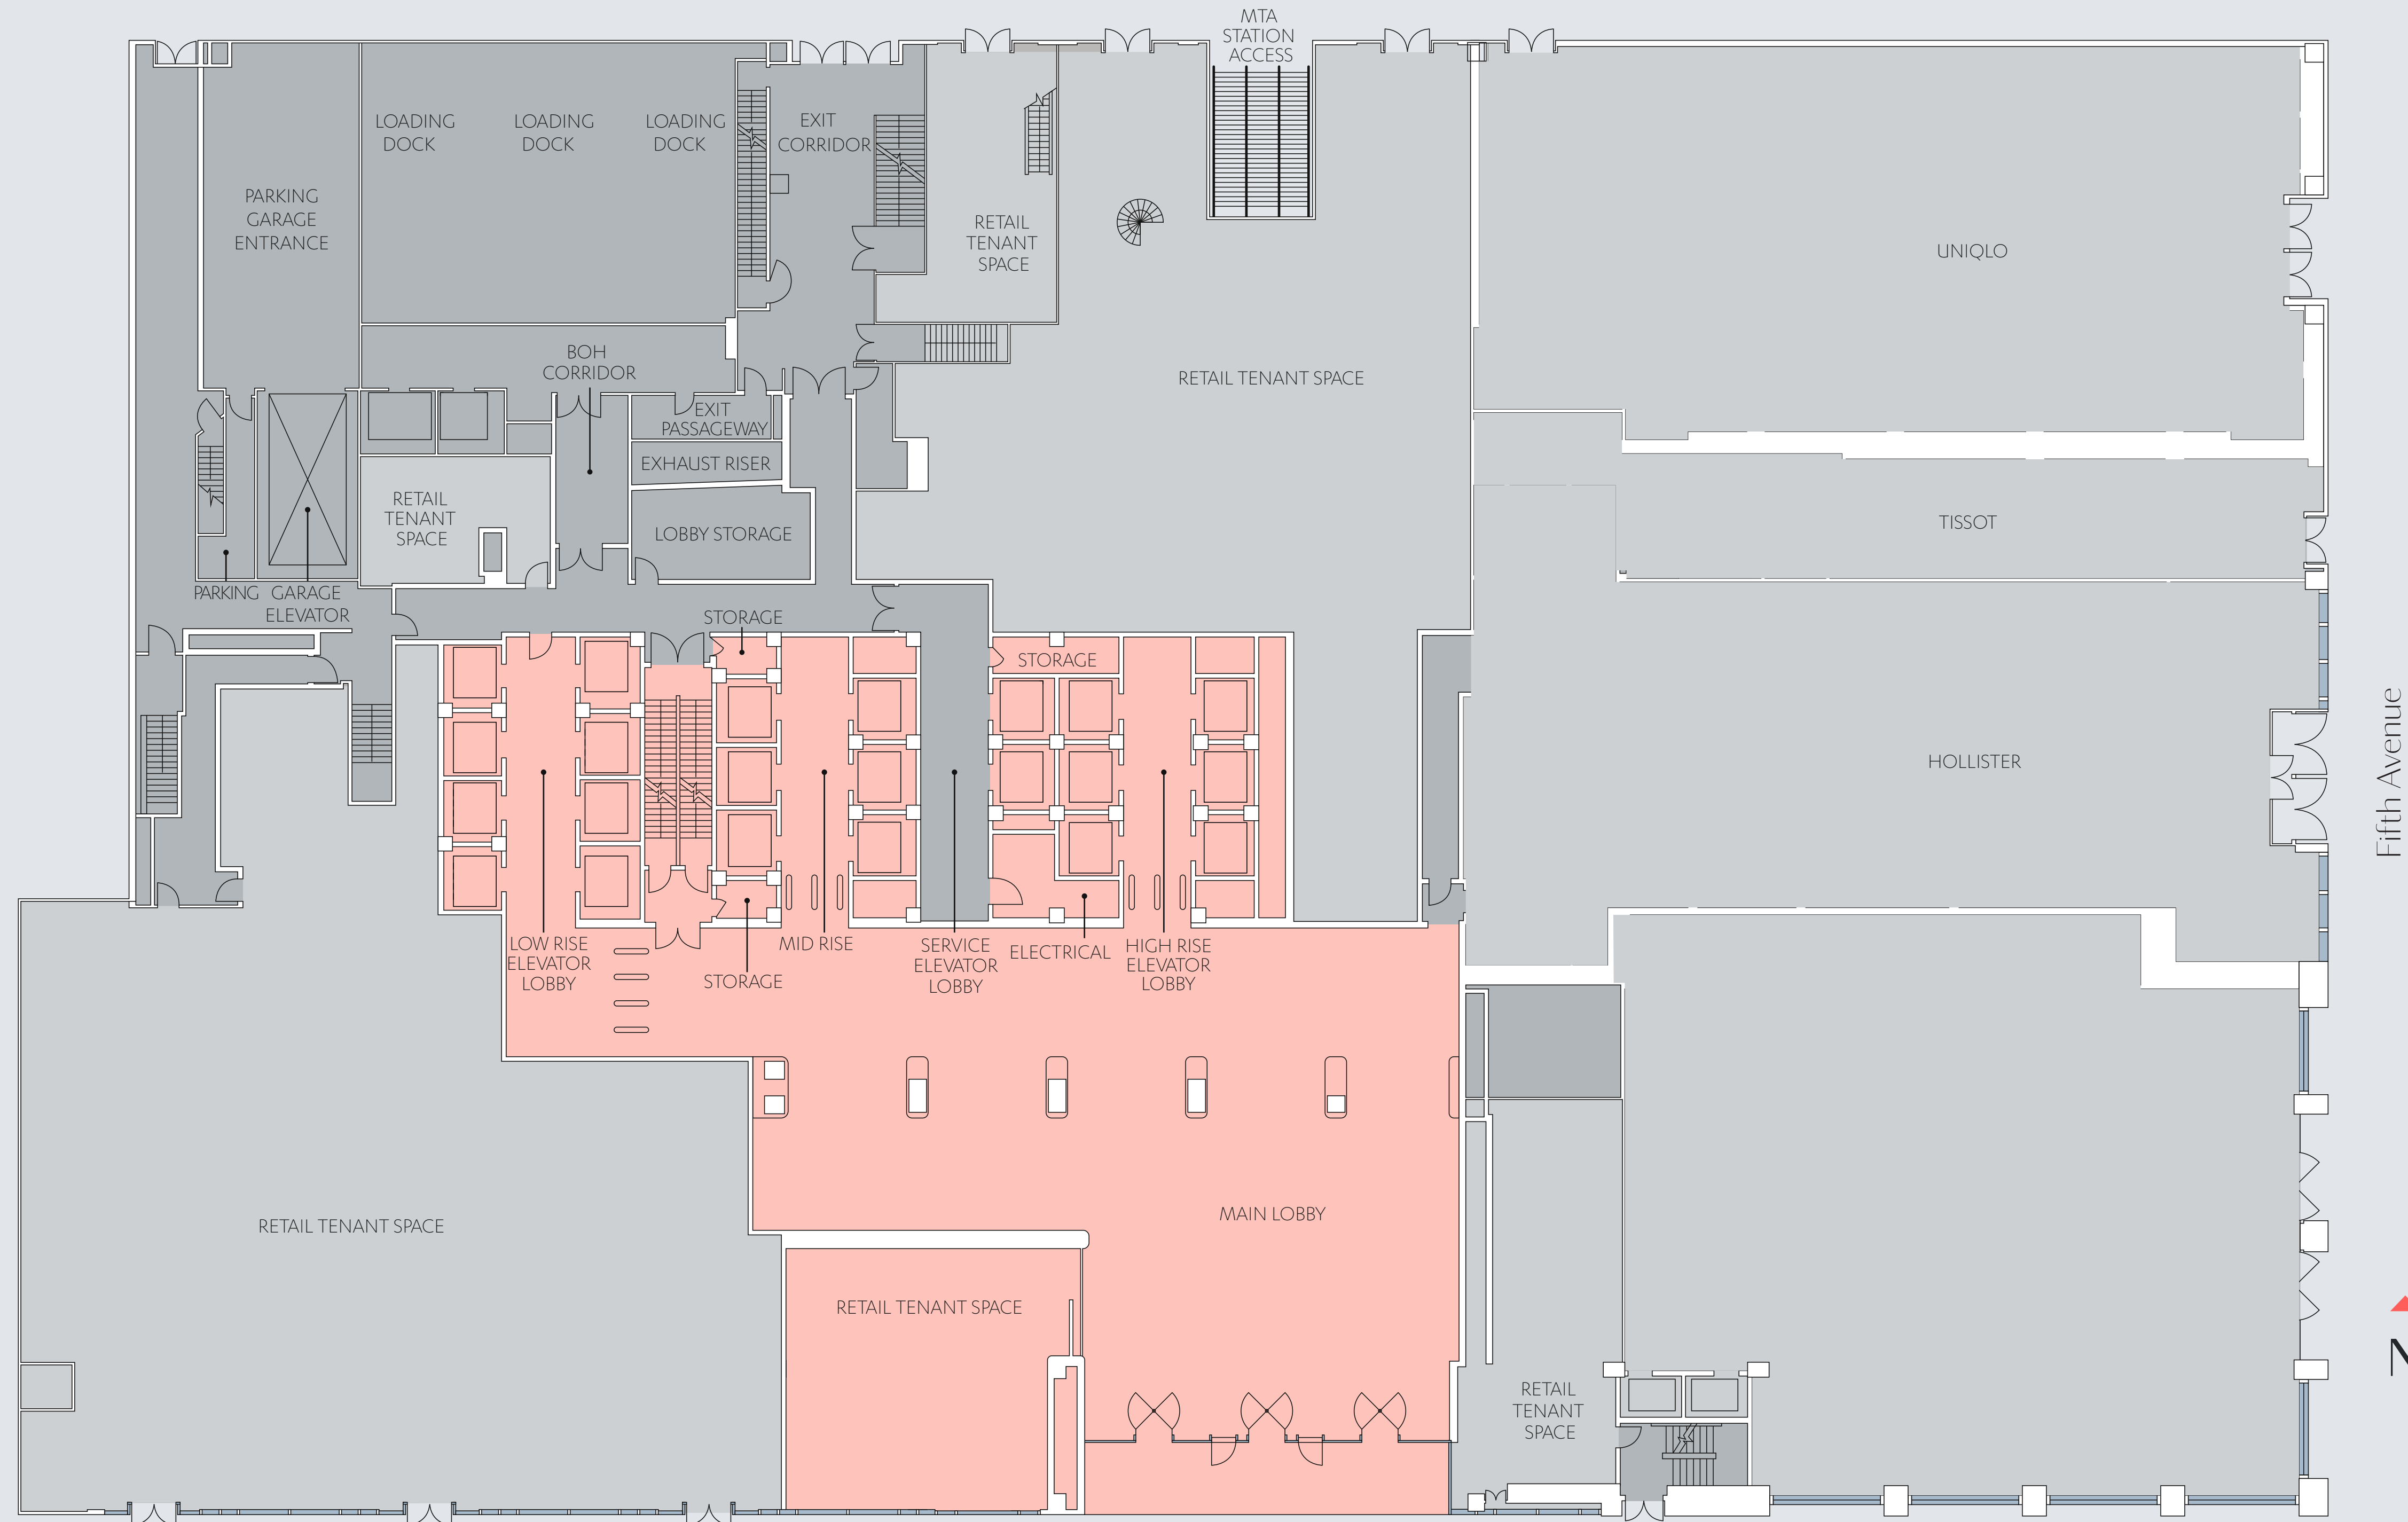 MTA
STATION
ACCESS
LOADING
DOCK
LOADING
DOCK
LOADING
DOCK
EXIT
CORRIDOR
PARKING
GARAGE
ENTRANCE
RETAIL
TENANT
SPACE
UNIQLO
BOH
CORRIDOR
RETAIL TENANT SPACE
EXIT
PASSAGEWAY
EXHAUST RISER
RETAIL
TENANT
SPACE
LOBBY STORAGE
TISSOT
PARKING
GARAGE
ELEVATOR
STORAGE
STORAGE
HOLLISTER
Fifth Avenue
LOW RISE
ELEVATOR
LOBBY
STORAGE
MID RISE
SERVICE
ELEVATOR
LOBBY
ELECTRICAL
HIGH RISE
ELEVATOR
LOBBY
RETAIL TENANT SPACE
MAIN LOBBY
RETAIL TENANT SPACE
RETAIL
TENANT
SPACE